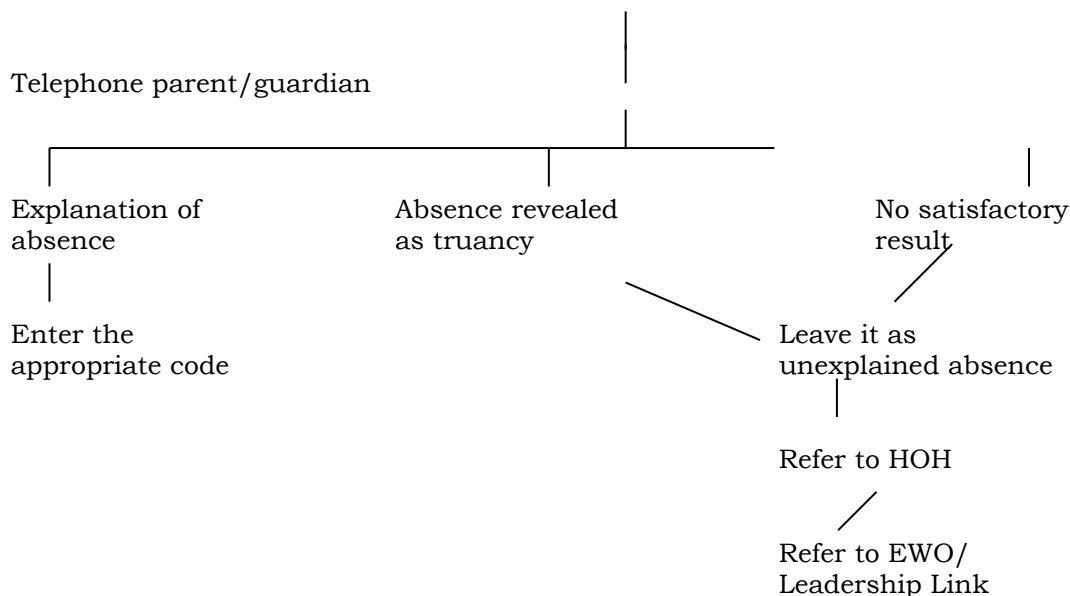 Telephone parent/guardian
Explanation of
absence
Absence revealed
as truancy
No satisfactory
result
Enter the
appropriate code
Leave it as
unexplained absence
Refer to HOH
Refer to EWO/
Leadership Link